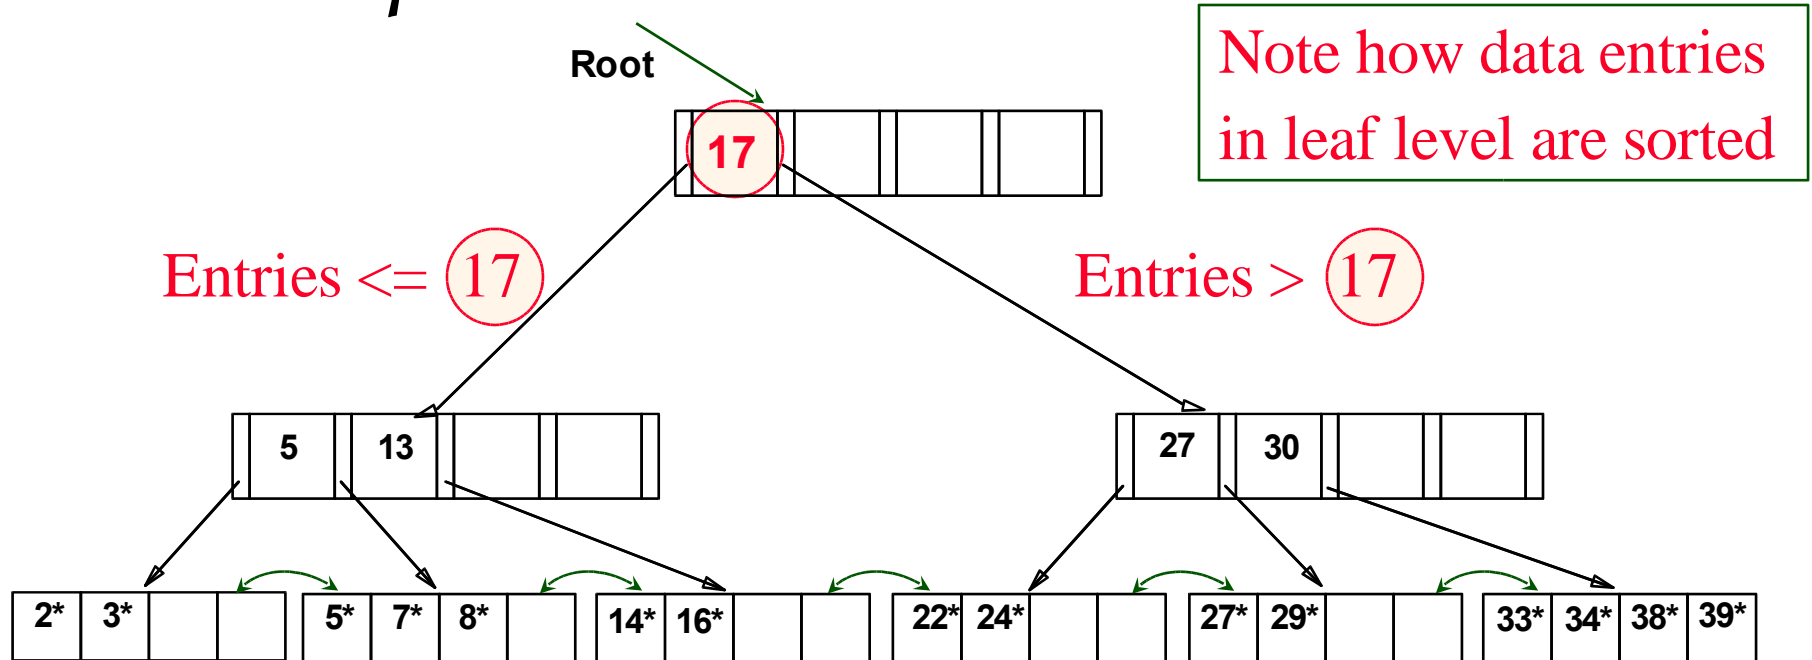 Root
Note how data entries
in leaf level are sorted
17
Entries <= 17
Entries > 17
5 13
27 30
2* 3*
5* 7* 8*
14* 16*
22* 24*
27* 29*
33* 34* 38* 39*